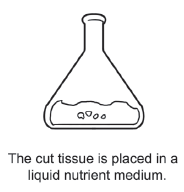 The cut tissue is placed in a
liquid nutrient medium.